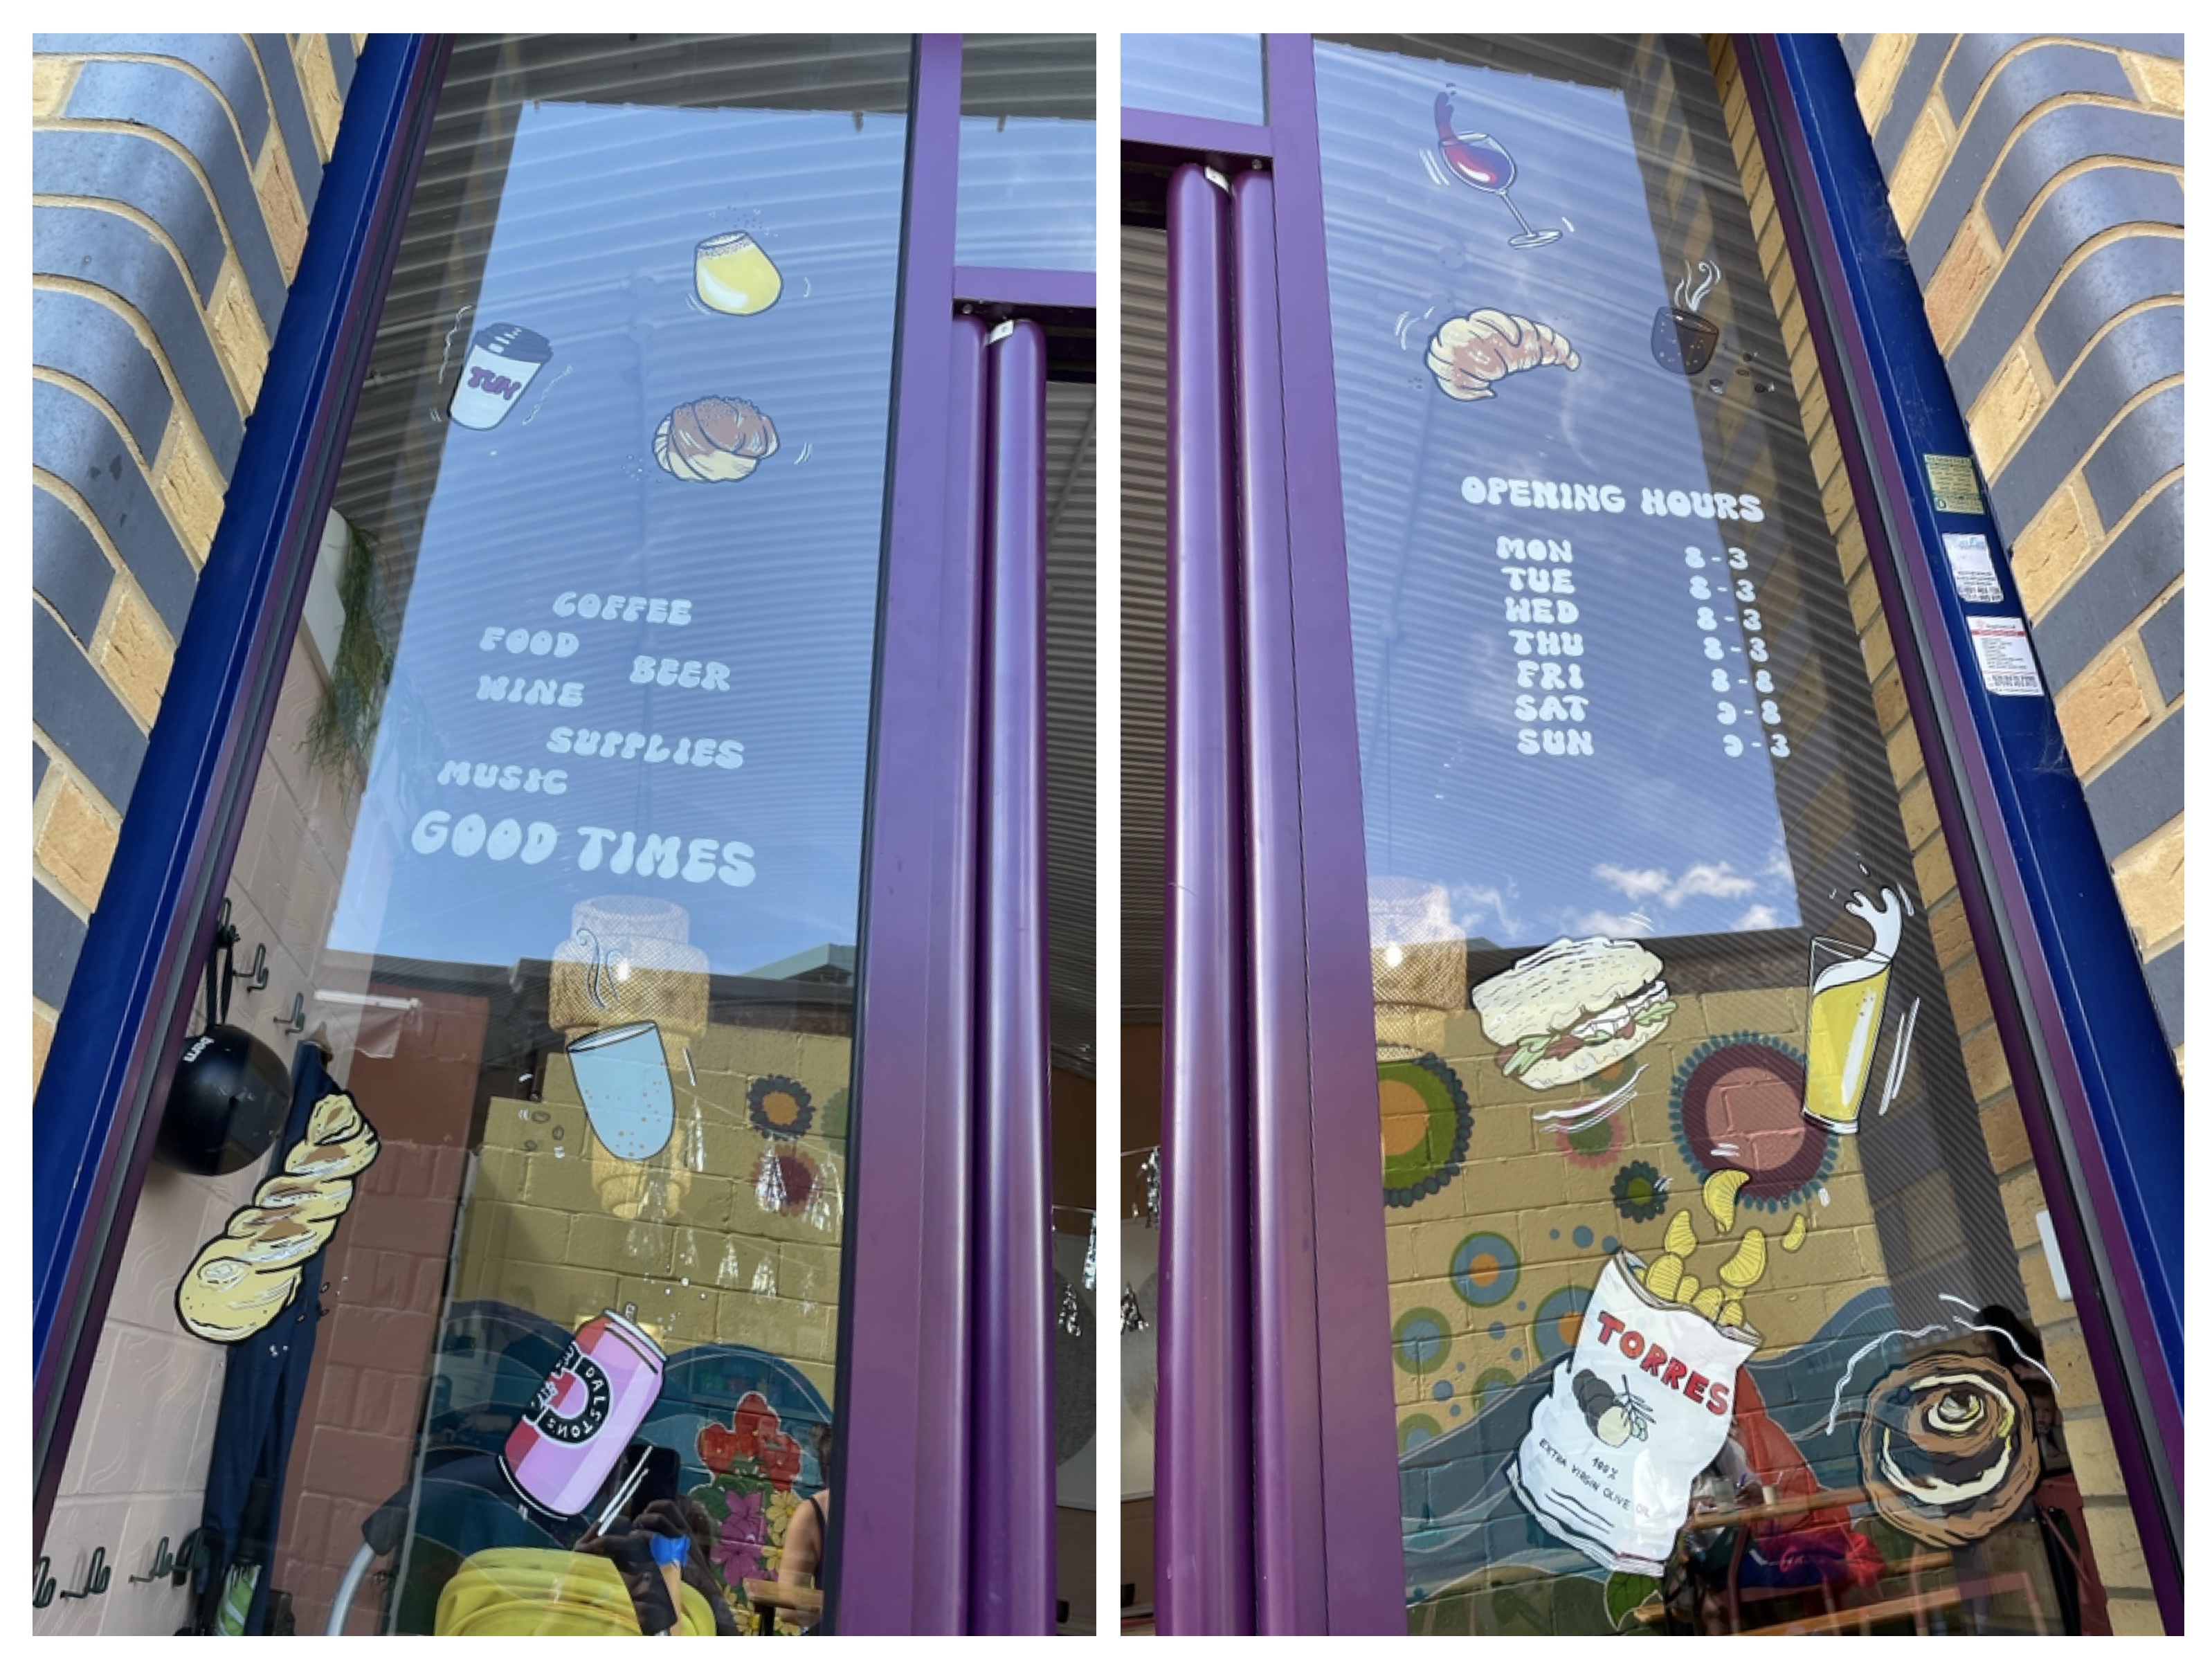 TUM
COFFEE
FOOD
BEER
WINE
SUPPLIES
MUSIC
GOOD TIMES
DALSTON'S
OPENING HOURS
MON 8-3
TUE 8-3
WED 8-3
THU 8-3
FRI 8-8
SAT 9-8
SUN 9-3
TORRES
100%
EXTRA VIRGIN OLIVE OIL
born